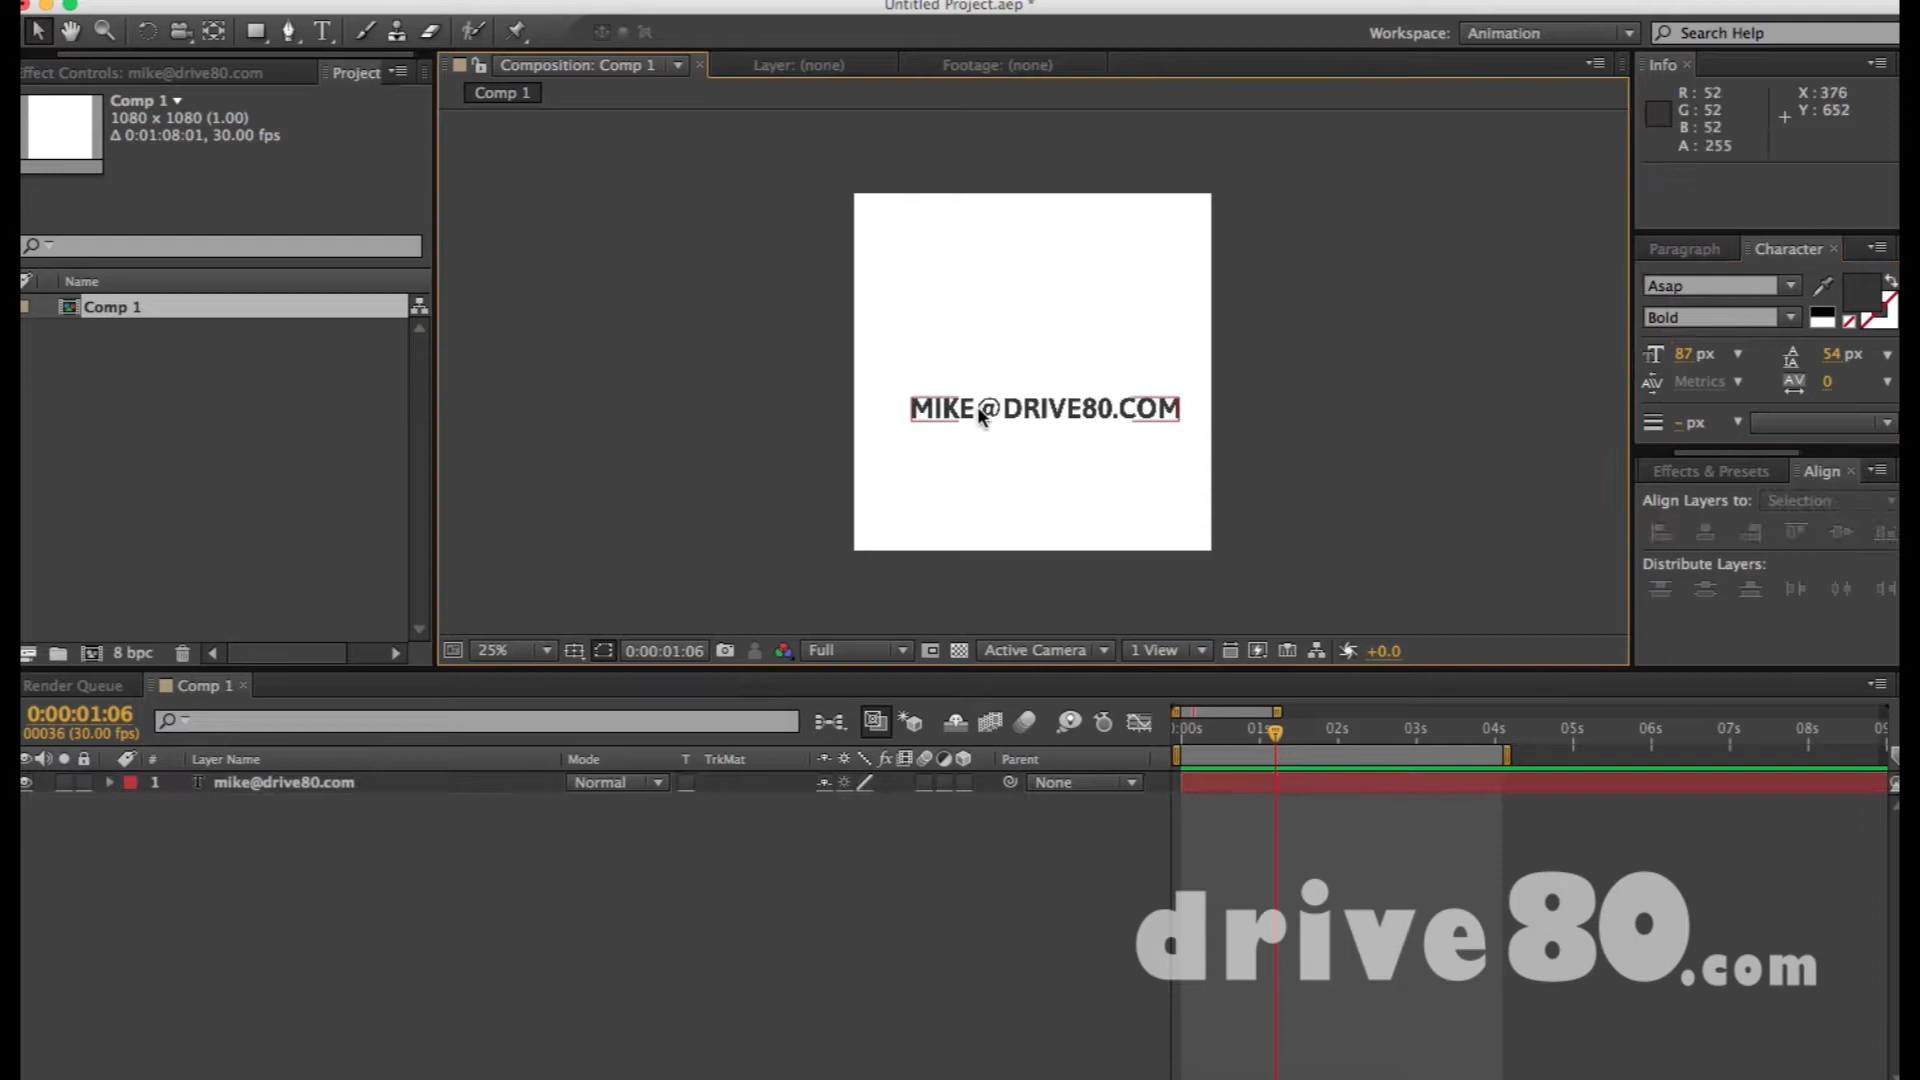 Untitled Project.aep *
Workspace: Animation
Search Help
ffect Controls: mike@drive80.com
Project
Composition: Comp 1
Layer: (none)
Footage: (none)
Info
Comp 1
1080 x 1080 (1.00)
Δ 0:01:08:01, 30.00 fps
Comp 1
R: 52
G: 52
B: 52
A: 255
X: 376
Y: 652
Name
Comp 1
MIKE@DRIVE80.COM
Paragraph
Character
Asap
Bold
87 px
54 px
Metrics
0
- px
Effects & Presets
Align
Align Layers to: Selection
Distribute Layers:
8 bpc
25%
0:00:01:06
Full
Active Camera
1 View
+0.0
Render Queue
Comp 1
0:00:01:06
00036 (30.00 fps)
):00s 01s 02s 03s 04s 05s 06s 07s 08s
# Layer Name Mode T TrkMat fx Parent
1 T mike@drive80.com Normal None
drive80.com